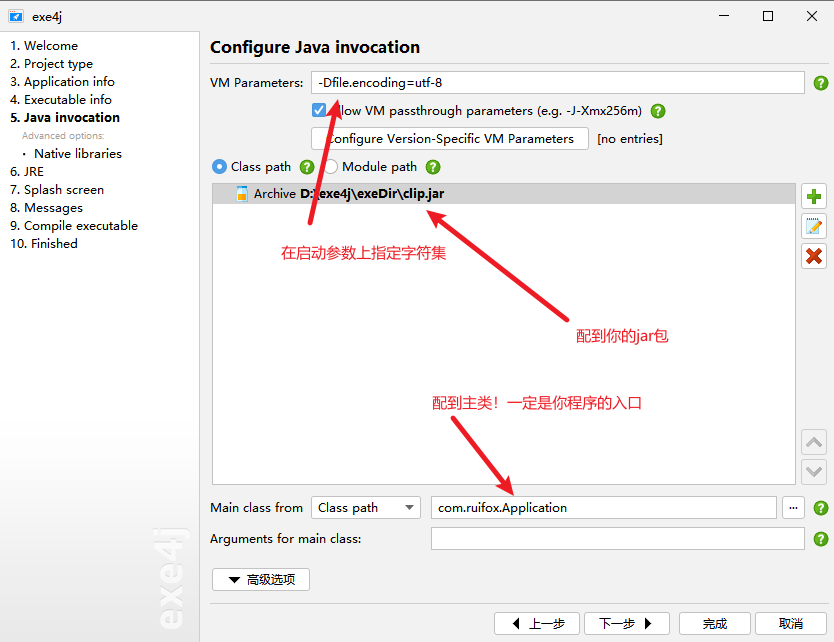 exe4j
1. Welcome
2. Project type
3. Application info
4. Executable info
5. Java invocation
Advanced options:
· Native libraries
6. JRE
7. Splash screen
8. Messages
9. Compile executable
10. Finished
exe4j
Configure Java invocation
VM Parameters: -Dfile.encoding=utf-8
llow VM passthrough parameters (e.g. -J-Xmx256m)
onfigure Version-Specific VM Parameters [no entries]
Class path Module path
Archive D:\exe4j\exeDir\clip.jar
在启动参数上指定字符集
配到你的jar包
配到主类！一定是你程序的入口
Main class from Class path com.ruifox.Application ...
Arguments for main class:
高级选项
上一步 下一步 完成 取消